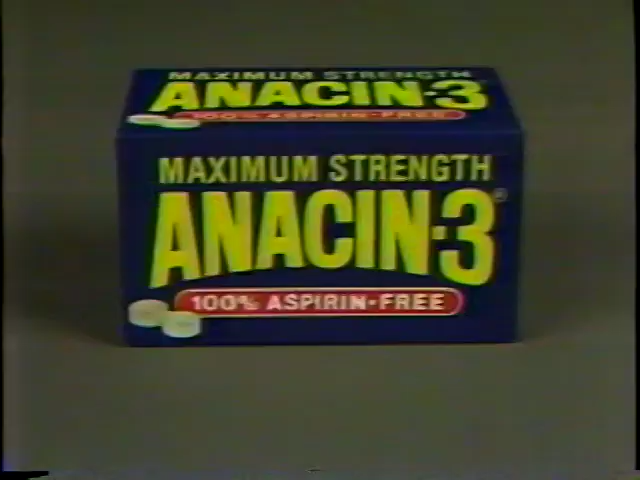 MAXIMUM STRENGTH
ANACIN-3
100% ASPIRIN-FREE
MAXIMUM STRENGTH
ANACIN-3®
100% ASPIRIN-FREE